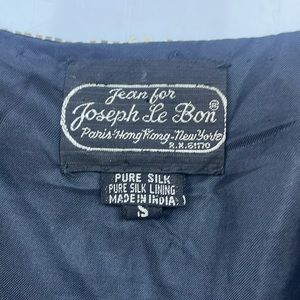 Jean for
Joseph Le Bon ®
Paris-Hong Kong-New York
R.N. 61170
PURE SILK
PURE SILK LINING
MADE IN INDIA
S